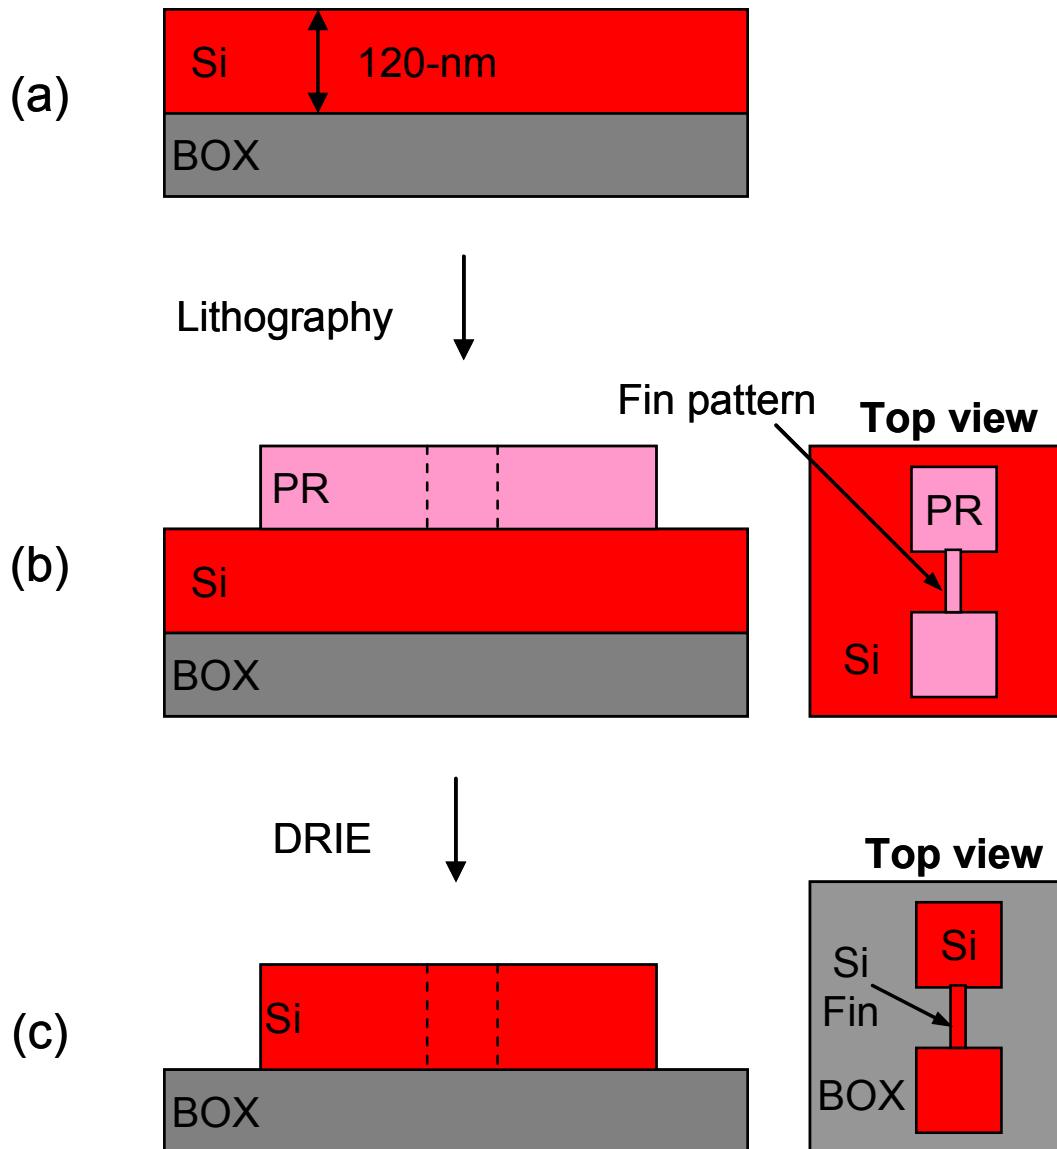 (a)
Si
120-nm
BOX
Lithography
Fin pattern
Top view
(b)
PR
Si
BOX
PR
Si
DRIE
Top view
(c)
Si
BOX
Si
Si
Fin
BOX